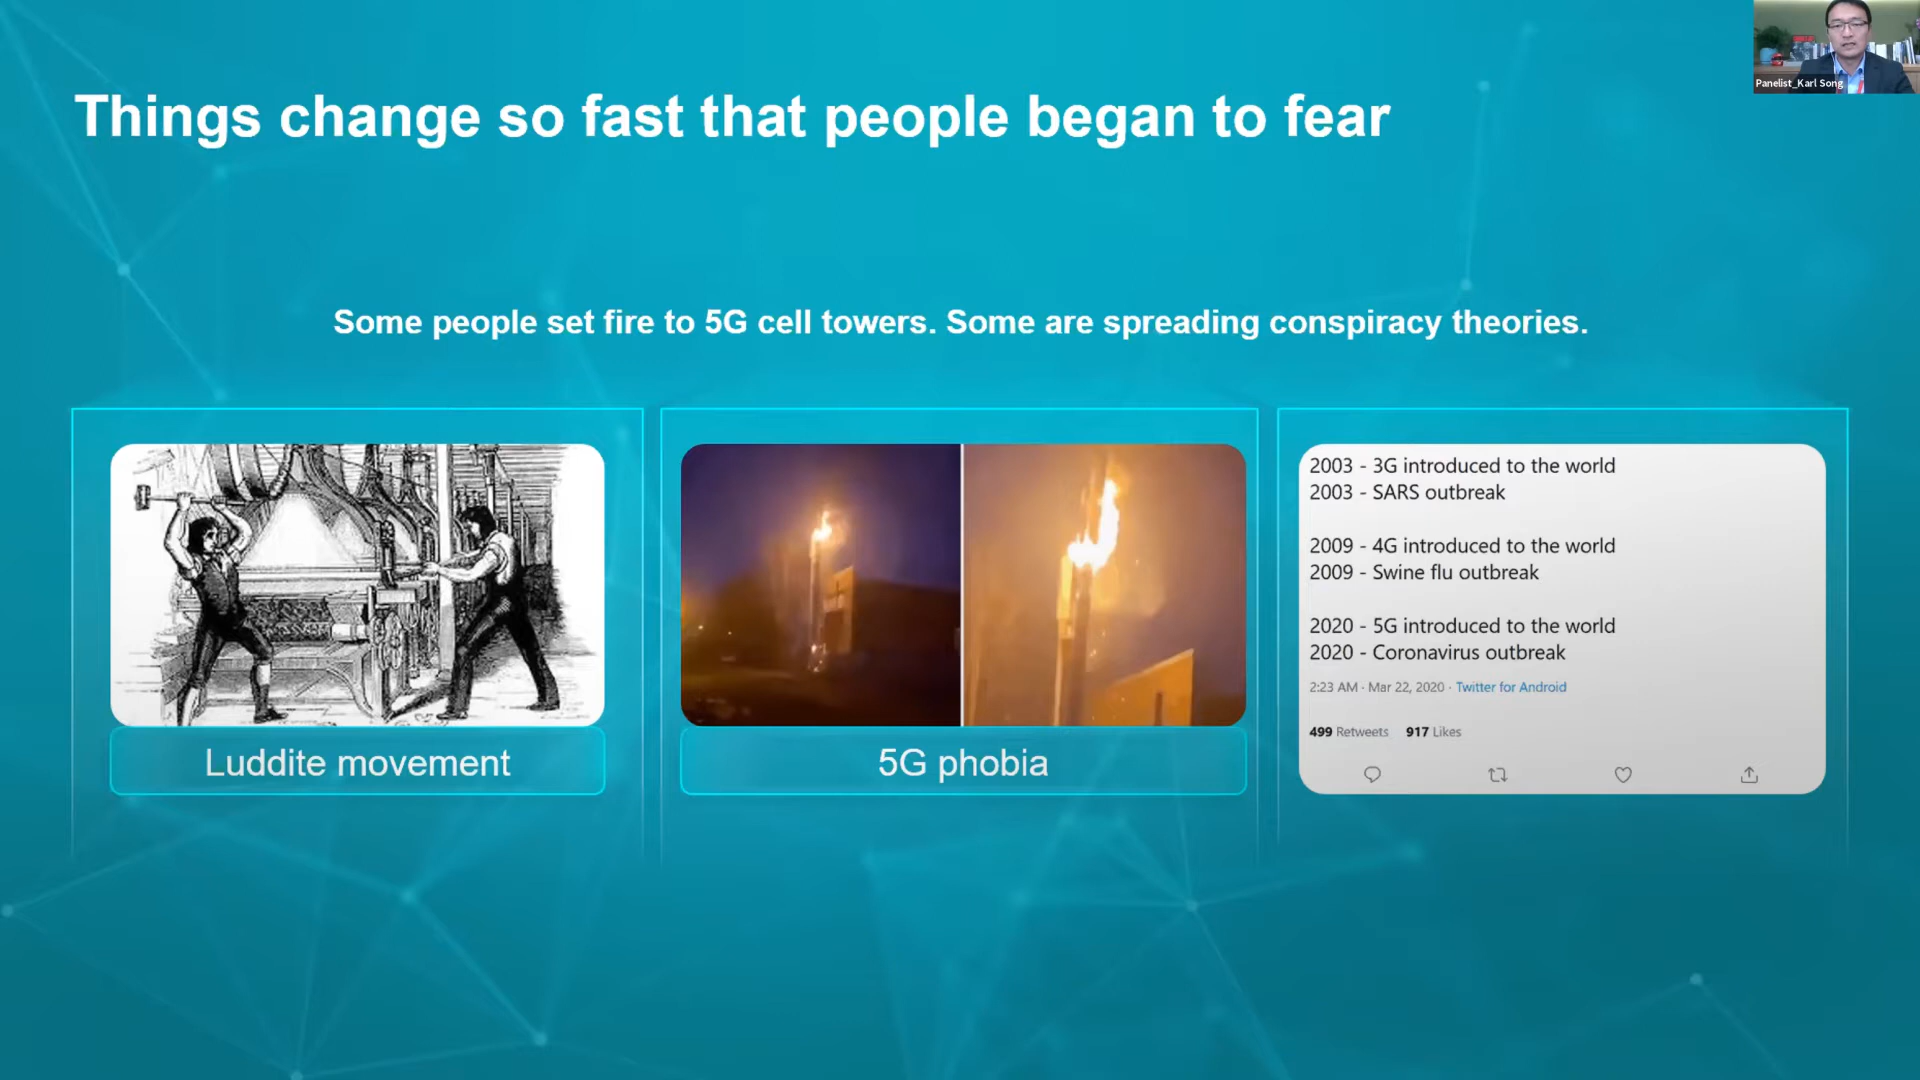 Panelist_Karl Song
Things change so fast that people began to fear
Some people set fire to 5G cell towers. Some are spreading conspiracy theories.
Luddite movement
5G phobia
2003 - 3G introduced to the world
2003 - SARS outbreak
2009 - 4G introduced to the world
2009 - Swine flu outbreak
2020 - 5G introduced to the world
2020 - Coronavirus outbreak
2:23 AM · Mar 22, 2020 · Twitter for Android
499 Retweets 917 Likes